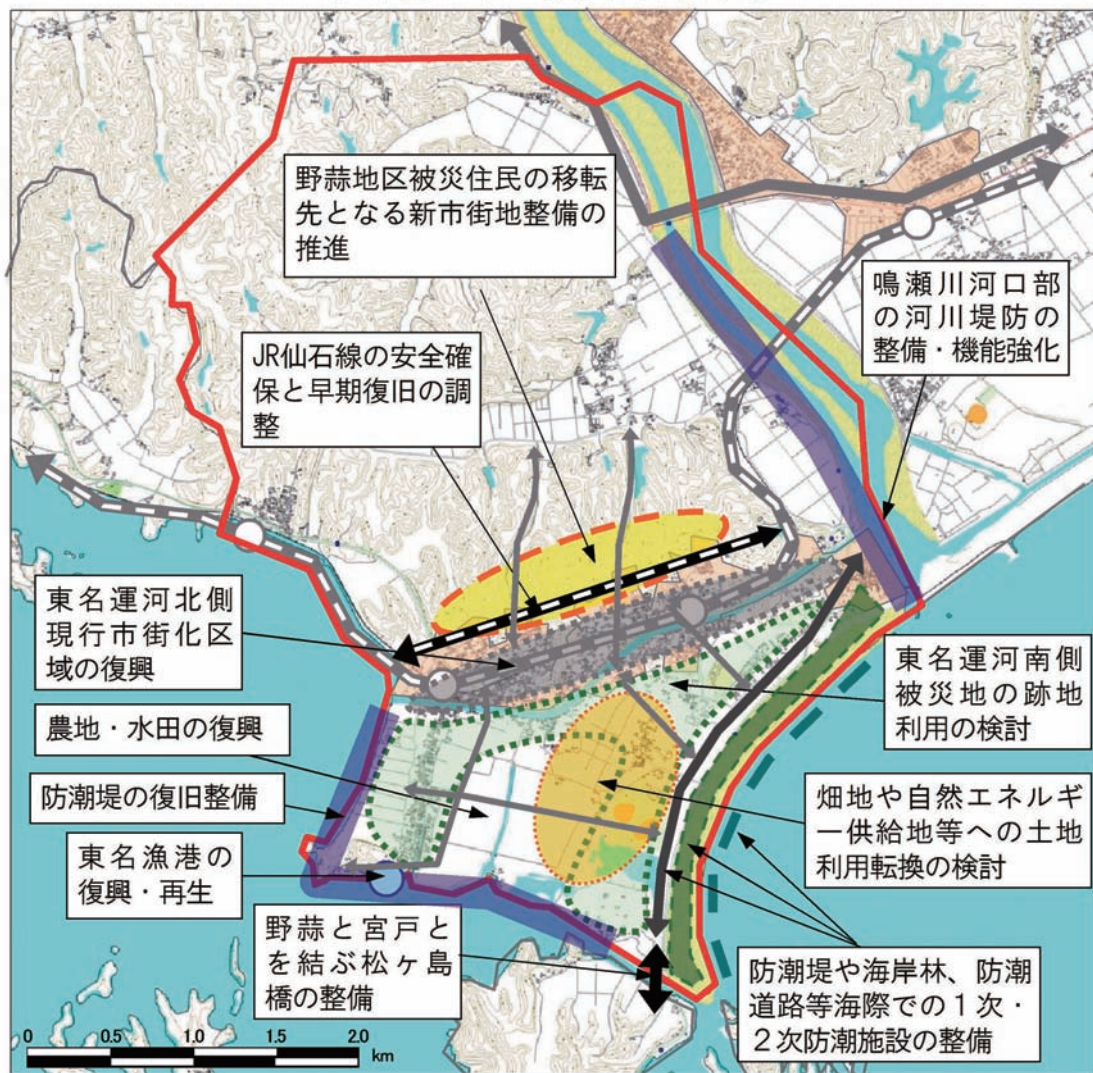 野蒜地区被災住民の移転
先となる新市街地整備の
推進
鳴瀬川河口部
の河川堤防の
整備・機能強化
JR仙石線の安全確
保と早期復旧の調
整
東名運河北側
現行市街化区
域の復興
東名運河南側
被災地の跡地
利用の検討
農地・水田の復興
防潮堤の復旧整備
畑地や自然エネルギ
ー供給地等への土地
利用転換の検討
東名漁港の
復興・再生
野蒜と宮戸と
を結ぶ松ヶ島
橋の整備
防潮堤や海岸林、防潮
道路等海際での1次・
2次防潮施設の整備
0 0.5 1.0 2.0
km